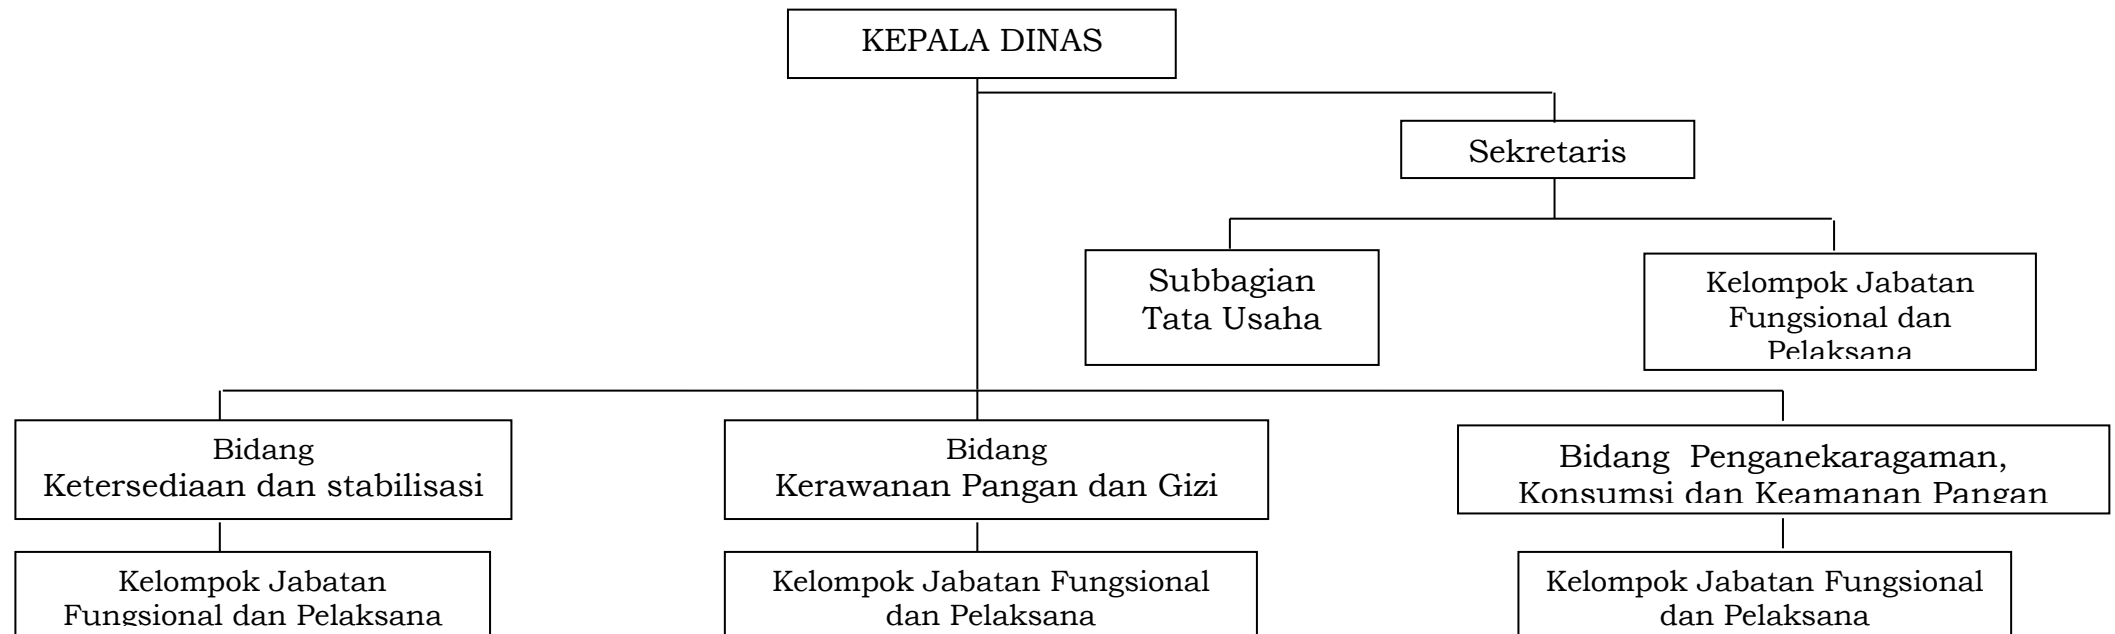 KEPALA DINAS
Sekretaris
Subbagian
Tata Usaha
Kelompok Jabatan
Fungsional dan
Pelaksana
Bidang
Ketersediaan dan stabilisasi
Bidang
Kerawanan Pangan dan Gizi
Bidang Penganekaragaman,
Konsumsi dan Keamanan Pangan
Kelompok Jabatan
Fungsional dan Pelaksana
Kelompok Jabatan Fungsional
dan Pelaksana
Kelompok Jabatan Fungsional
dan Pelaksana